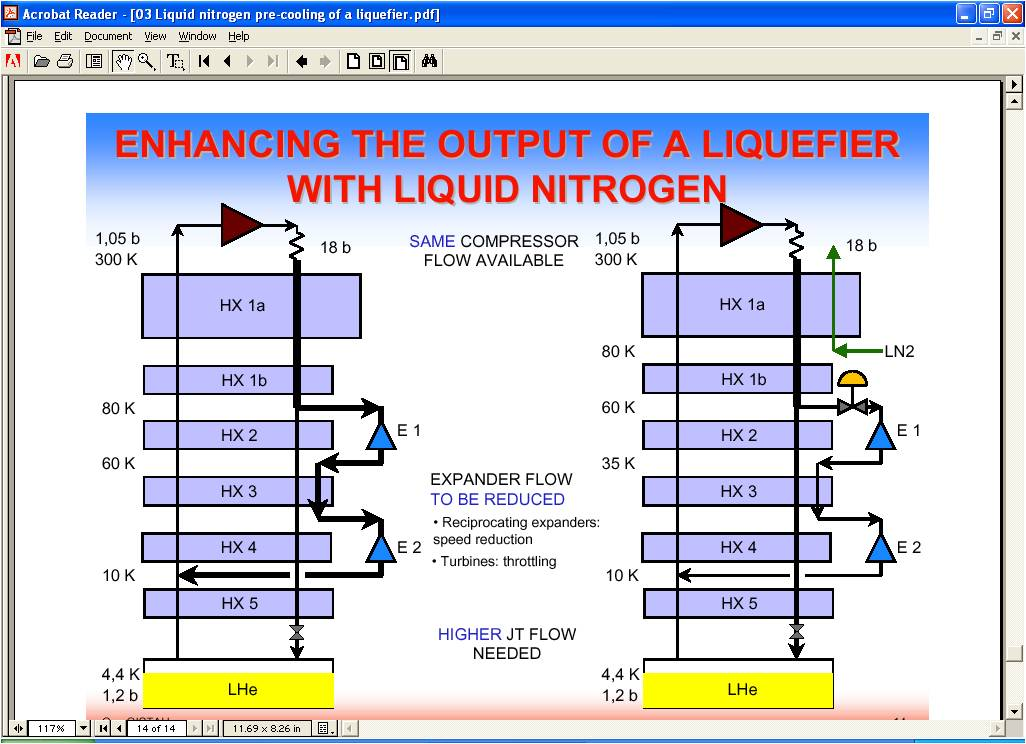 Acrobat Reader - [03 Liquid nitrogen pre-cooling of a liquefier.pdf]
File Edit Document View Window Help
ENHANCING THE OUTPUT OF A LIQUEFIER
WITH LIQUID NITROGEN
1,05 b
300 K
18 b
HX 1a
HX 1b
80 K
E 1
HX 2
60 K
HX 3
HX 4
E 2
10 K
HX 5
4,4 K
1,2 b
LHe
SAME COMPRESSOR
FLOW AVAILABLE
EXPANDER FLOW
TO BE REDUCED
• Reciprocating expanders:
speed reduction
• Turbines: throttling
HIGHER JT FLOW
NEEDED
1,05 b
300 K
18 b
HX 1a
80 K
LN2
HX 1b
60 K
E 1
HX 2
35 K
HX 3
HX 4
E 2
10 K
HX 5
4,4 K
1,2 b
LHe
117% 14 of 14 11.69 x 8.26 in